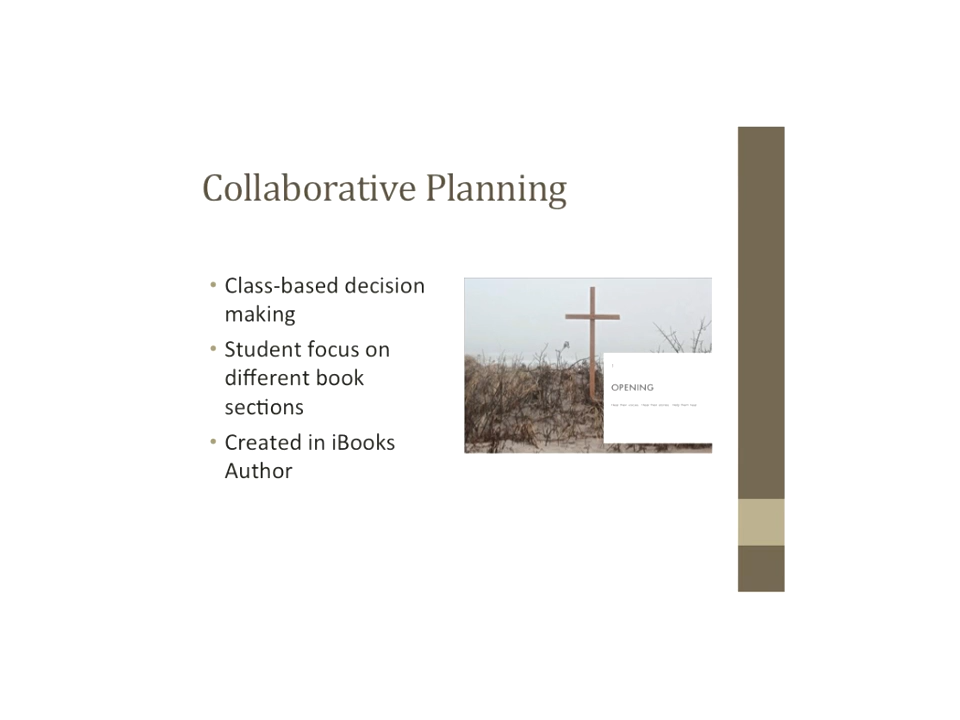 Collaborative Planning
• Class-based decision
making
• Student focus on
different book
sections
• Created in iBooks
Author
OPENING